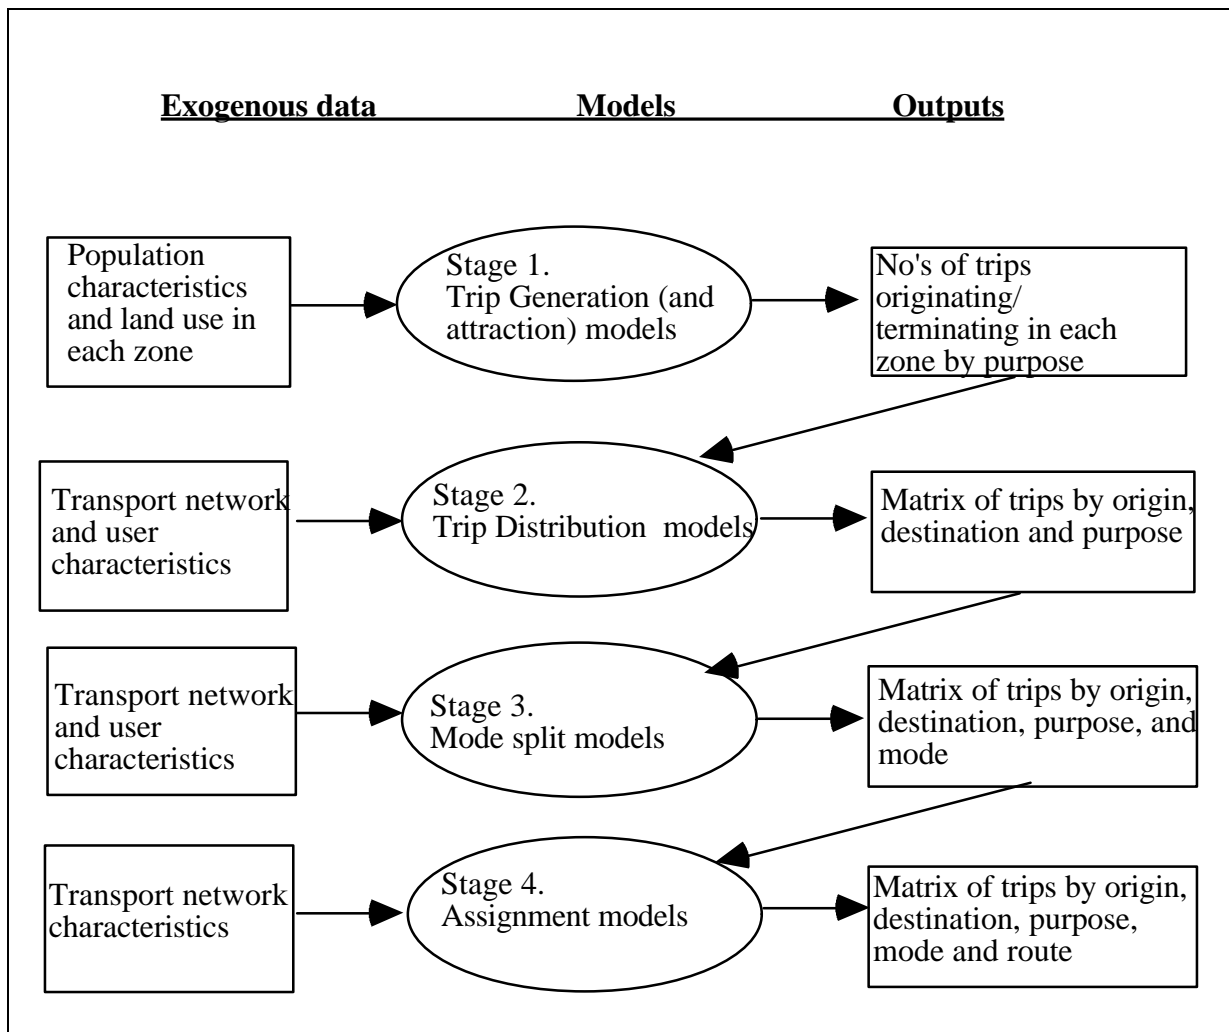 Exogenous data Models Outputs
Population
characteristics
and land use in
each zone
Stage 1.
Trip Generation (and
attraction) models
No's of trips
originating/
terminating in each
zone by purpose
Transport network
and user
characteristics
Stage 2.
Trip Distribution models
Matrix of trips by origin,
destination and purpose
Transport network
and user
characteristics
Stage 3.
Mode split models
Matrix of trips by origin,
destination, purpose, and
mode
Transport network
characteristics
Stage 4.
Assignment models
Matrix of trips by origin,
destination, purpose,
mode and route